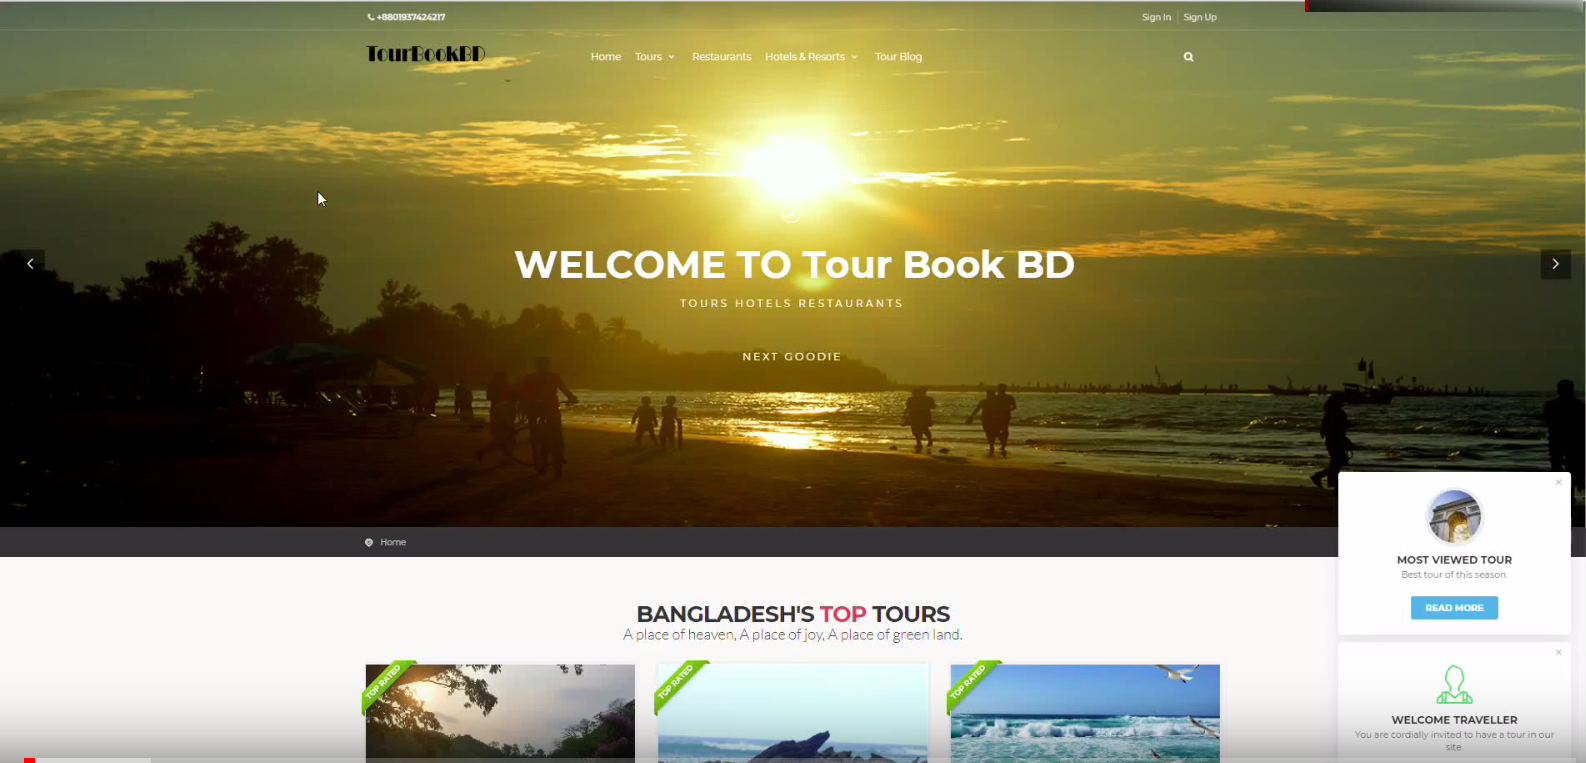 +8801937424217
Sign In
Sign Up
TourBookBD
Home
Tours
Restaurants
Hotels & Resorts
Tour Blog
WELCOME TO Tour Book BD
TOURS HOTELS RESTAURANTS
NEXT GOODIE
Home
MOST VIEWED TOUR
Best tour of this season.
READ MORE
BANGLADESH'S TOP TOURS
A place of heaven, A place of joy, A place of green land.
TOP RATED
TOP RATED
TOP RATED
WELCOME TRAVELLER
You are cordially invited to have a tour in our
site.